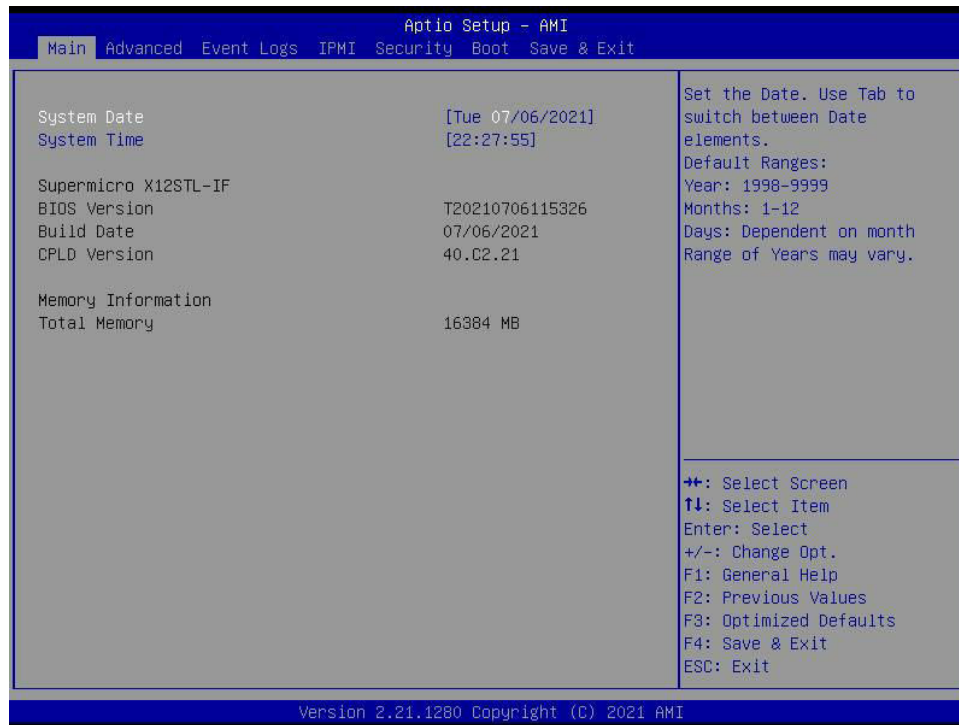 Aptio Setup – AMI
Main Advanced Event Logs IPMI Security Boot Save & Exit
System Date [Tue 07/06/2021]
System Time [22:27:55]
Supermicro X12STL-IF
BIOS Version T20210706115326
Build Date 07/06/2021
CPLD Version 40.C2.21
Memory Information
Total Memory 16384 MB
Set the Date. Use Tab to
switch between Date
elements.
Default Ranges:
Year: 1998-9999
Months: 1-12
Days: Dependent on month
Range of Years may vary.
→←: Select Screen
↑↓: Select Item
Enter: Select
+/-: Change Opt.
F1: General Help
F2: Previous Values
F3: Optimized Defaults
F4: Save & Exit
ESC: Exit
Version 2.21.1280 Copyright (C) 2021 AMI